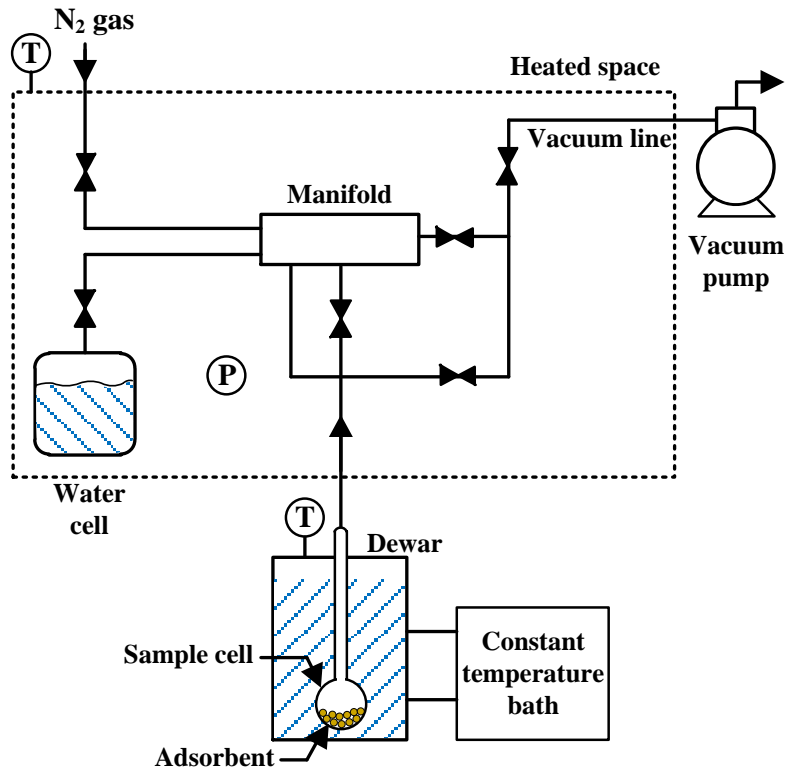 N₂ gas
T
Heated space
Vacuum line
Manifold
Vacuum
pump
P
Water
cell
T
Dewar
Sample cell
Constant
temperature
bath
Adsorbent